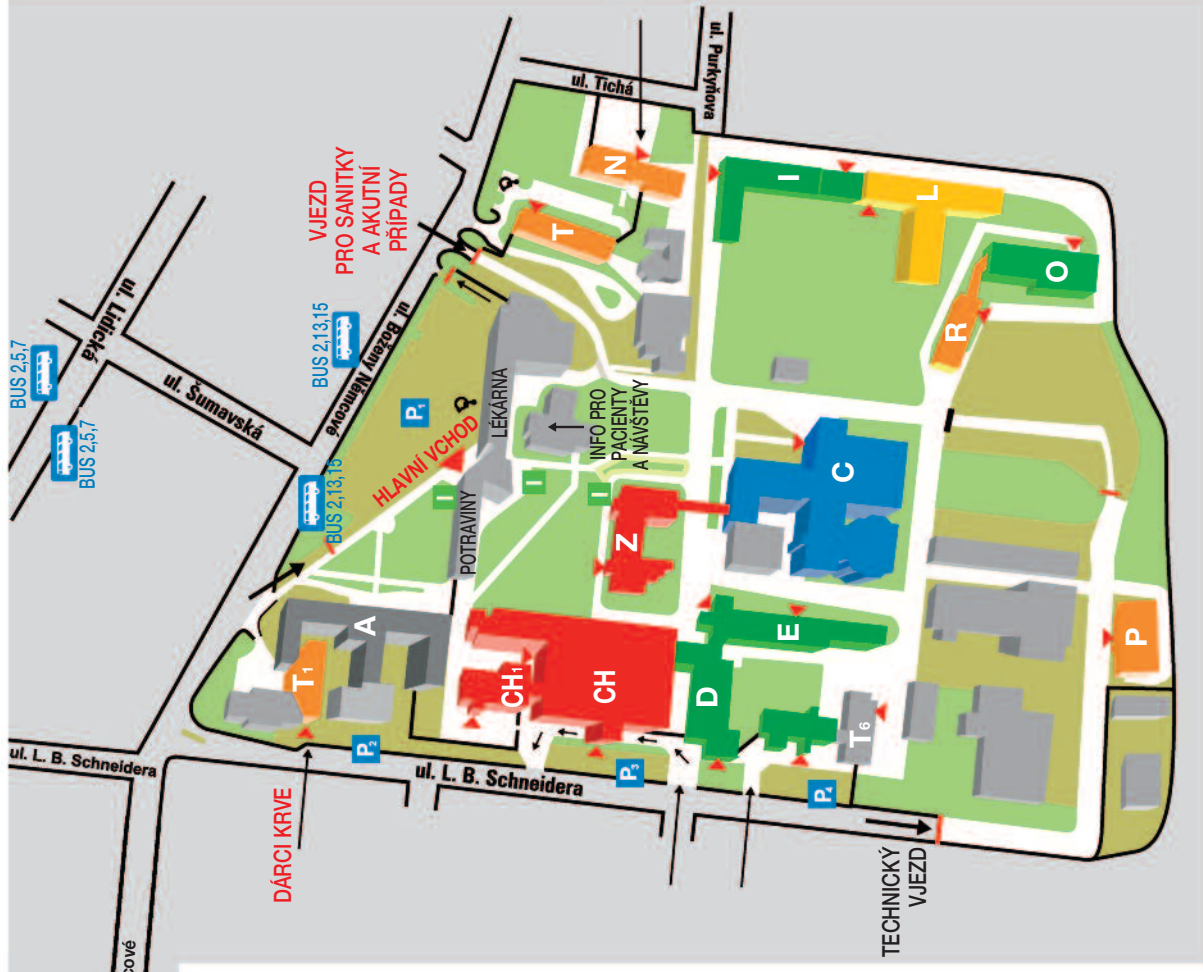 BUS 2,5,7
BUS 2,5,7
ul. Lidická
ul. Šumavská
BUS 2,13,15
BUS 2,13,15
ul. Boženy Němcové
VJEZD
PRO SANITKY
A AKUTNÍ
PŘÍPADY
ul. Tichá
ul. Purkyňova
HLAVNÍ VCHOD
P1
LÉKÁRNA
POTRAVINY
INFO PRO
PACIENTY
A NÁVŠTĚVY
I
I
I
N
T
I
L
O
R
C
Z
A
T1
CH1
CH
D
E
T6
P
P2
P3
P4
ul. L. B. Schneidera
ul. L. B. Schneidera
DÁRCI KRVE
TECHNICKÝ
VJEZD
cové